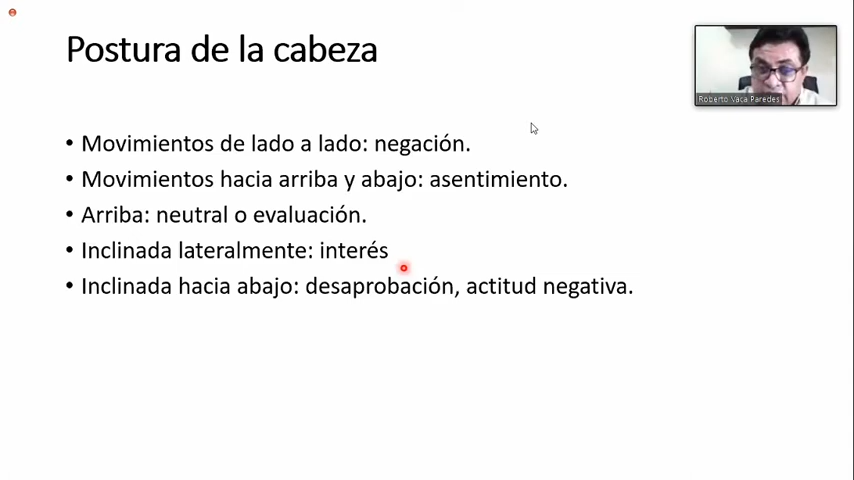 Postura de la cabeza
Roberto Vaca Paredes
• Movimientos de lado a lado: negación.
• Movimientos hacia arriba y abajo: asentimiento.
• Arriba: neutral o evaluación.
• Inclinada lateralmente: interés
• Inclinada hacia abajo: desaprobación, actitud negativa.